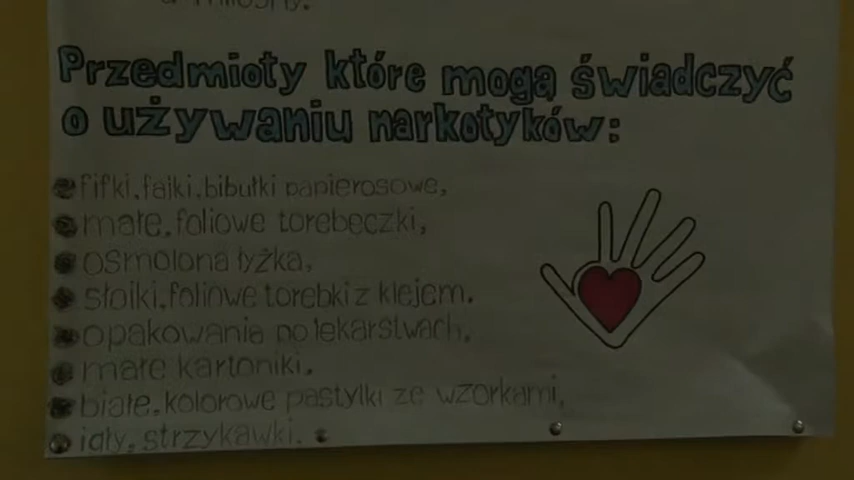 a miłości.
Przedmioty które mogą świadczyć
o używaniu narkotyków:
fifki, fajki, bibułki papierosowe,
małe, foliowe torebeczki,
osmolona łyżka,
słoiki, foliowe torebki z klejem.
opakowania po lekarstwach,
małe kartoniki,
białe, kolorowe pastylki ze wzorkami,
igły, strzykawki.